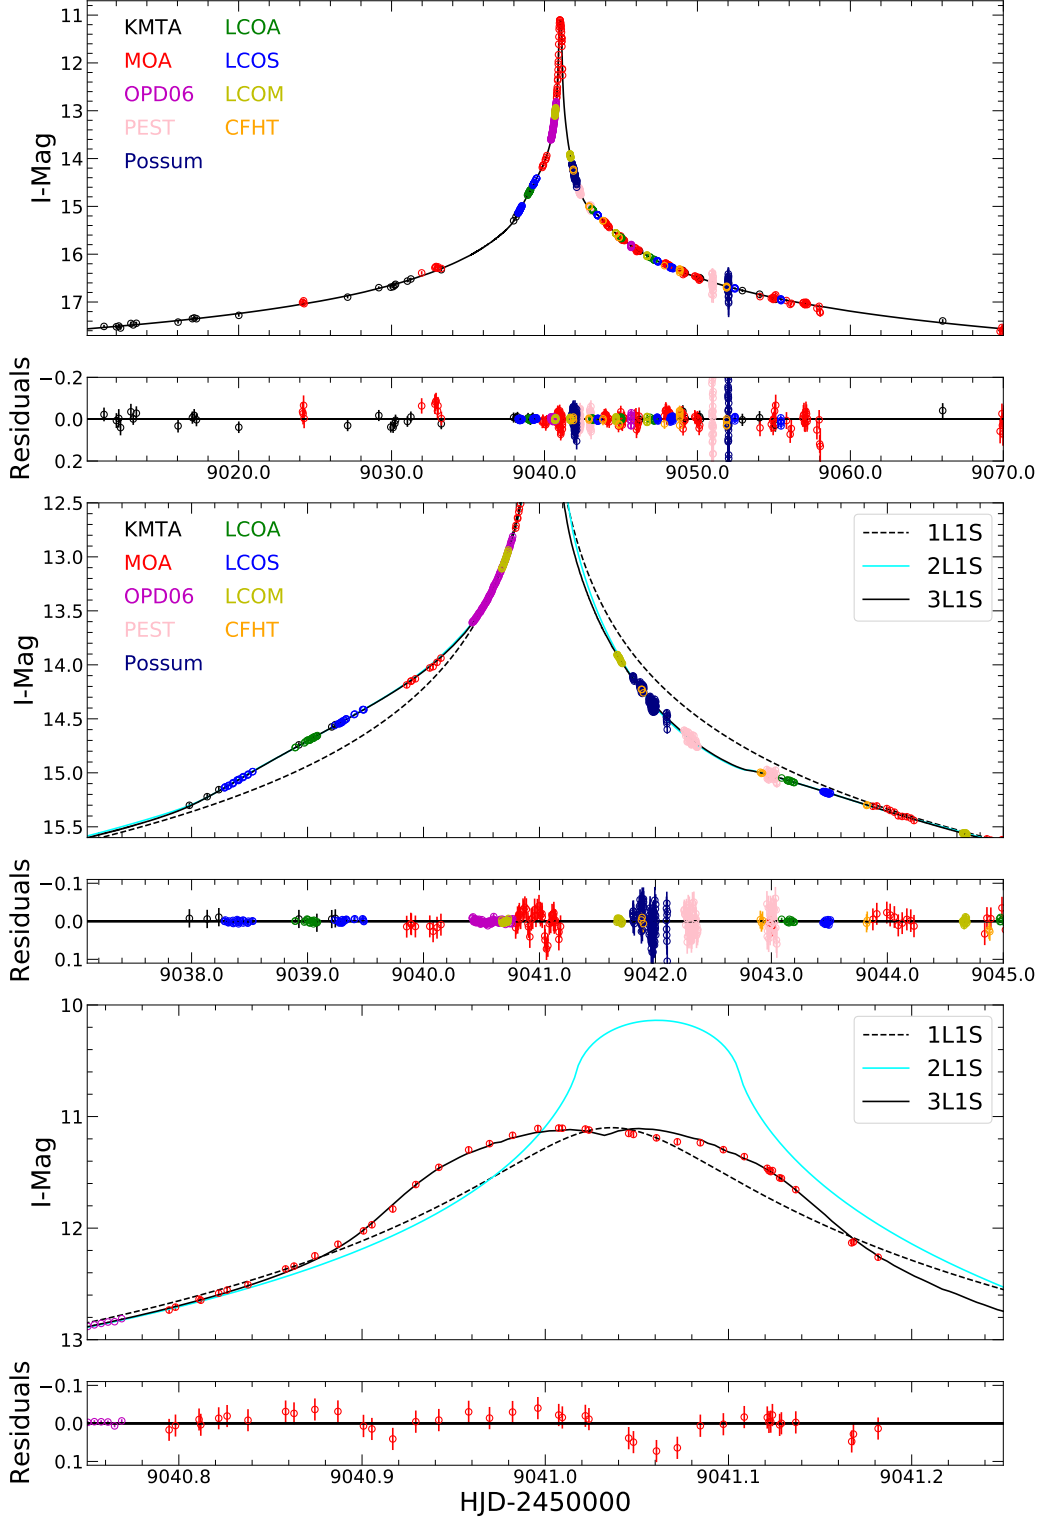 11
12
13
14
15
16
17
I-Mag
KMTA LCOA
MOA LCOS
OPD06 LCOM
PEST CFHT
Possum
−0.2
0.0
0.2
Residuals
9020.0 9030.0 9040.0 9050.0 9060.0 9070.0
12.5
13.0
13.5
14.0
14.5
15.0
15.5
I-Mag
KMTA LCOA
MOA LCOS
OPD06 LCOM
PEST CFHT
Possum
1L1S
2L1S
3L1S
−0.1
0.0
0.1
Residuals
9038.0 9039.0 9040.0 9041.0 9042.0 9043.0 9044.0 9045.0
10
11
12
13
I-Mag
1L1S
2L1S
3L1S
−0.1
0.0
0.1
Residuals
9040.8 9040.9 9041.0 9041.1 9041.2
HJD-2450000